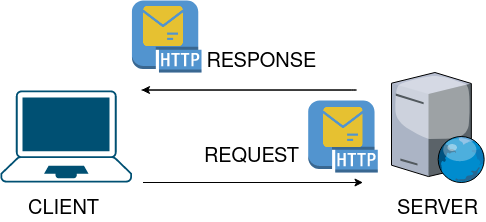 HTTP RESPONSE
REQUEST HTTP
CLIENT
SERVER